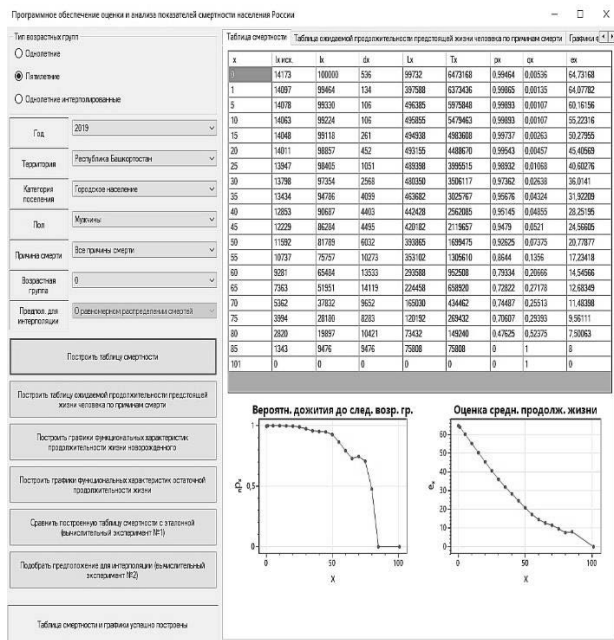 Программное обеспечение оценки и анализа показателей смертности населения России
Тип возрастных групп
Однолетние
Пятилетние
Однолетние интерполированные
Год
2019
Территория
Республика Башкортостан
Категория поселения
Городское население
Пол
Мужчины
Причина смерти
Все причины смерти
Возрастная группа
0
Предпол. для интерполяции
О равномерном распределении смертей
Построить таблицу смертности
Построить таблицу ожидаемой продолжительности предстоящей жизни человека по причинам смерти
Построить графики функциональных характеристик продолжительности жизни новорожденного
Построить графики функциональных характеристик остаточной продолжительности жизни
Сравнить построенную таблицу смертности с эталонной (вычислительный эксперимент №1)
Подобрать предположение для интерполяции (вычислительный эксперимент №2)
Таблица смертности и графики успешно построены
Таблица смертности Таблица ожидаемой продолжительности предстоящей жизни человека по причинам смерти Графики
x lx исх. lx dx Lx Tx px qx ex
0 14173 100000 536 99732 6473168 0,99464 0,00536 64,73168
1 14097 99464 134 397588 6373436 0,99865 0,00135 64,07782
5 14078 99330 106 496385 5975848 0,99893 0,00107 60,16156
10 14063 99224 106 495855 5479463 0,99893 0,00107 55,22316
15 14048 99118 261 494938 4983608 0,99737 0,00263 50,27955
20 14011 98857 452 493155 4488670 0,99543 0,00457 45,40569
25 13947 98405 1051 489398 3995515 0,98932 0,01068 40,60276
30 13798 97354 2568 480350 3506117 0,97362 0,02638 36,0141
35 13434 94786 4099 463682 3025767 0,95676 0,04324 31,92209
40 12853 90687 4403 442428 2562085 0,95145 0,04855 28,25195
45 12229 86284 4495 420182 2119657 0,9479 0,0521 24,56605
50 11592 81789 6032 393865 1699475 0,92625 0,07375 20,77877
55 10737 75757 10273 353102 1305610 0,8644 0,1356 17,23418
60 9281 65484 13533 293588 952508 0,79334 0,20666 14,54566
65 7363 51951 14119 224458 658920 0,72822 0,27178 12,68349
70 5362 37832 9652 165030 434462 0,74487 0,25513 11,48398
75 3994 28180 8283 120192 269432 0,70607 0,29393 9,56111
80 2820 19897 10421 73432 149240 0,47625 0,52375 7,50063
85 1343 9476 9476 75808 75808 0 1 8
101 0 0 0 0 0 0 1 0
Вероятн. дожития до след. возр. гр.
1
0,5
0
ₙpₓ
0 50 100
X
Оценка средн. продолж. жизни
60
50
40
30
20
10
0
eₓ
0 50 100
X